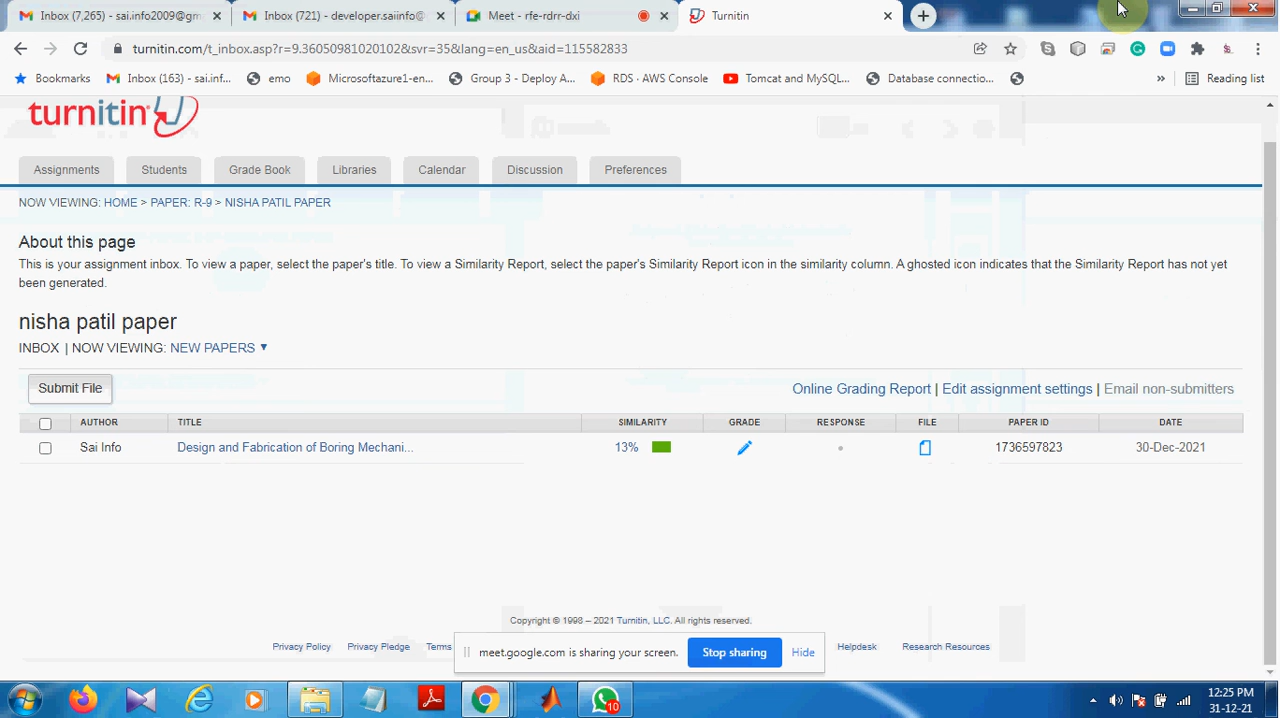 Inbox (7,265) - sai.info2009@gm
Inbox (721) - developer.saiinfo@
Meet - rfe-rdrr-dxi
Turnitin
turnitin.com/t_inbox.asp?r=9.36050981020102&svr=35&lang=en_us&aid=115582833
Bookmarks
Inbox (163) - sai.inf...
emo
Microsoftazure1-en...
Group 3 - Deploy A...
RDS · AWS Console
Tomcat and MySQL...
Database connectio...
»
Reading list
turnitin
Assignments
Students
Grade Book
Libraries
Calendar
Discussion
Preferences
NOW VIEWING: HOME > PAPER: R-9 > NISHA PATIL PAPER
About this page
This is your assignment inbox. To view a paper, select the paper's title. To view a Similarity Report, select the paper's Similarity Report icon in the similarity column. A ghosted icon indicates that the Similarity Report has not yet
been generated.
nisha patil paper
INBOX | NOW VIEWING: NEW PAPERS ▼
Submit File
Online Grading Report | Edit assignment settings | Email non-submitters
AUTHOR TITLE SIMILARITY GRADE RESPONSE FILE PAPER ID DATE
Sai Info Design and Fabrication of Boring Mechani... 13% 1736597823 30-Dec-2021
Copyright © 1998 – 2021 Turnitin, LLC. All rights reserved.
Privacy Policy Privacy Pledge Terms Helpdesk Research Resources
meet.google.com is sharing your screen. Stop sharing Hide
10
12:25 PM
31-12-21